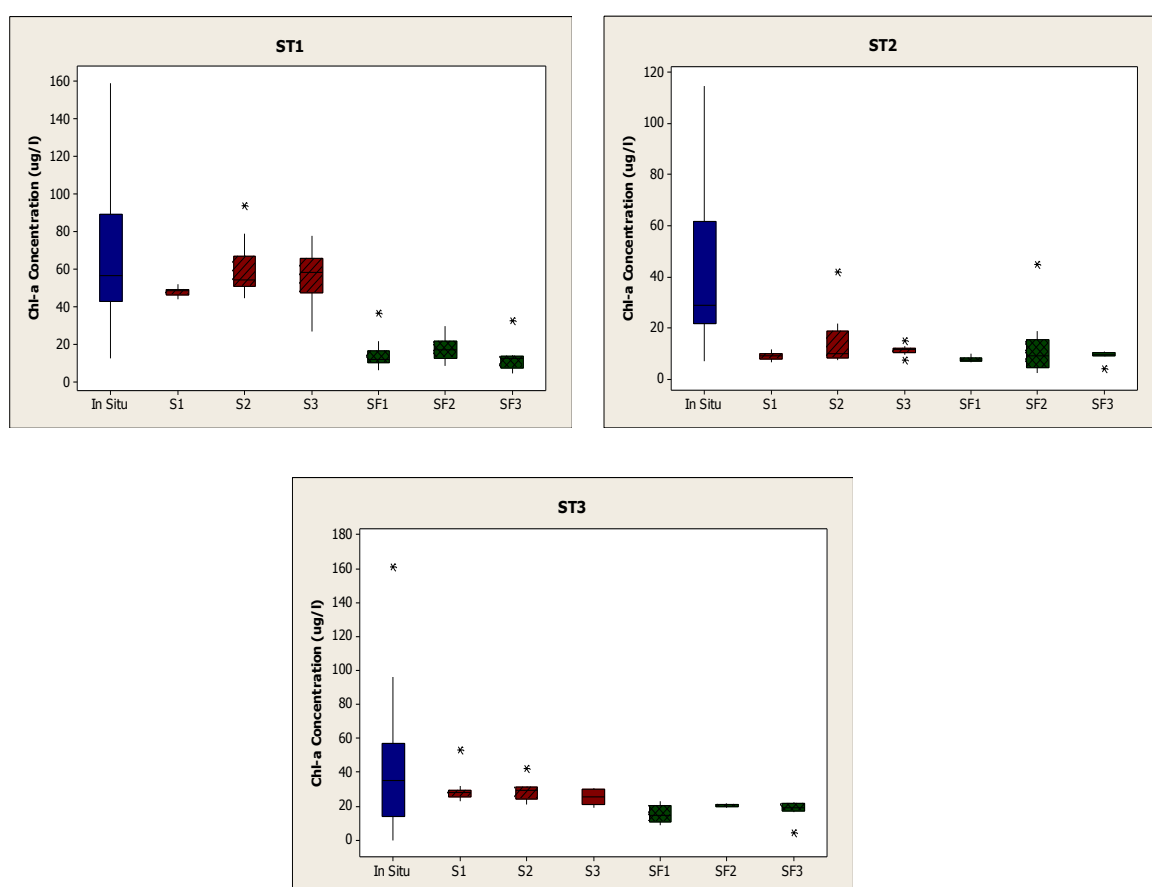 ST1
Chl-a Concentration (ug/l)
160
140
120
100
80
60
40
20
0
In Situ S1 S2 S3 SF1 SF2 SF3
ST2
Chl-a Concentration (ug/l)
120
100
80
60
40
20
0
In Situ S1 S2 S3 SF1 SF2 SF3
ST3
Chl-a Concentration (ug/l)
180
160
140
120
100
80
60
40
20
0
In Situ S1 S2 S3 SF1 SF2 SF3